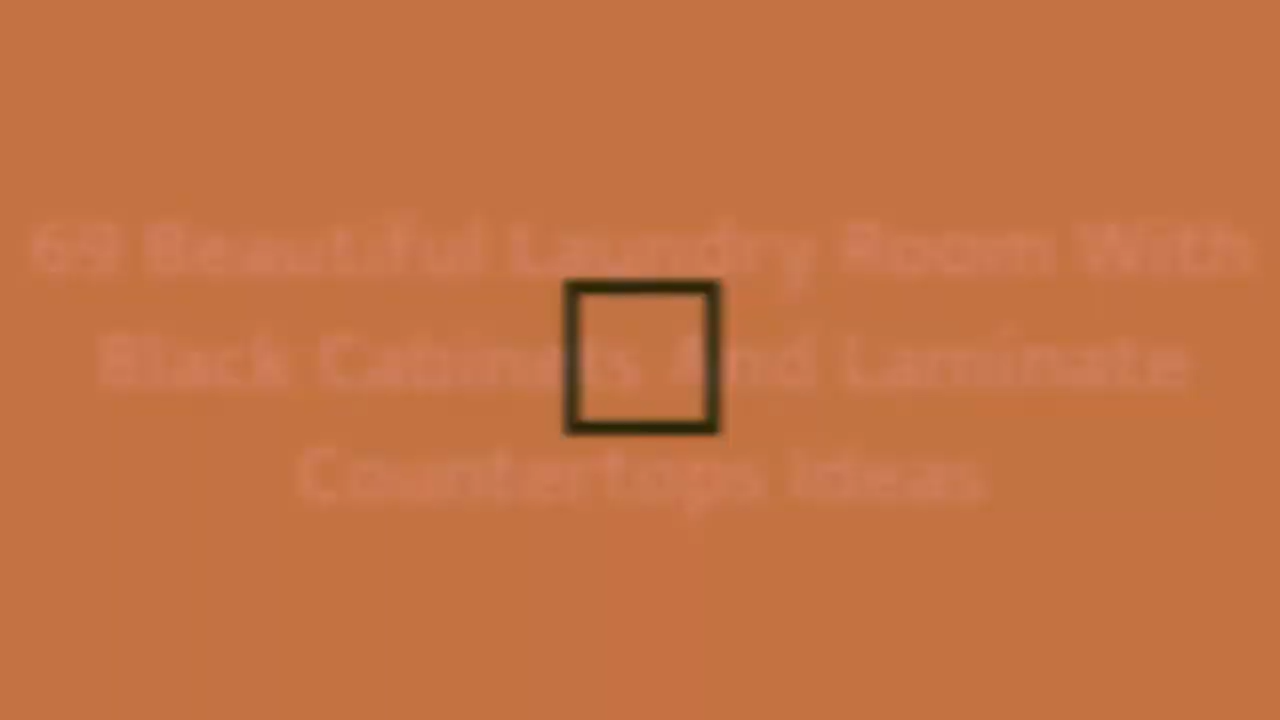 69 Beautiful Laundry Room With
Black Cabinets And Laminate
Countertops Ideas